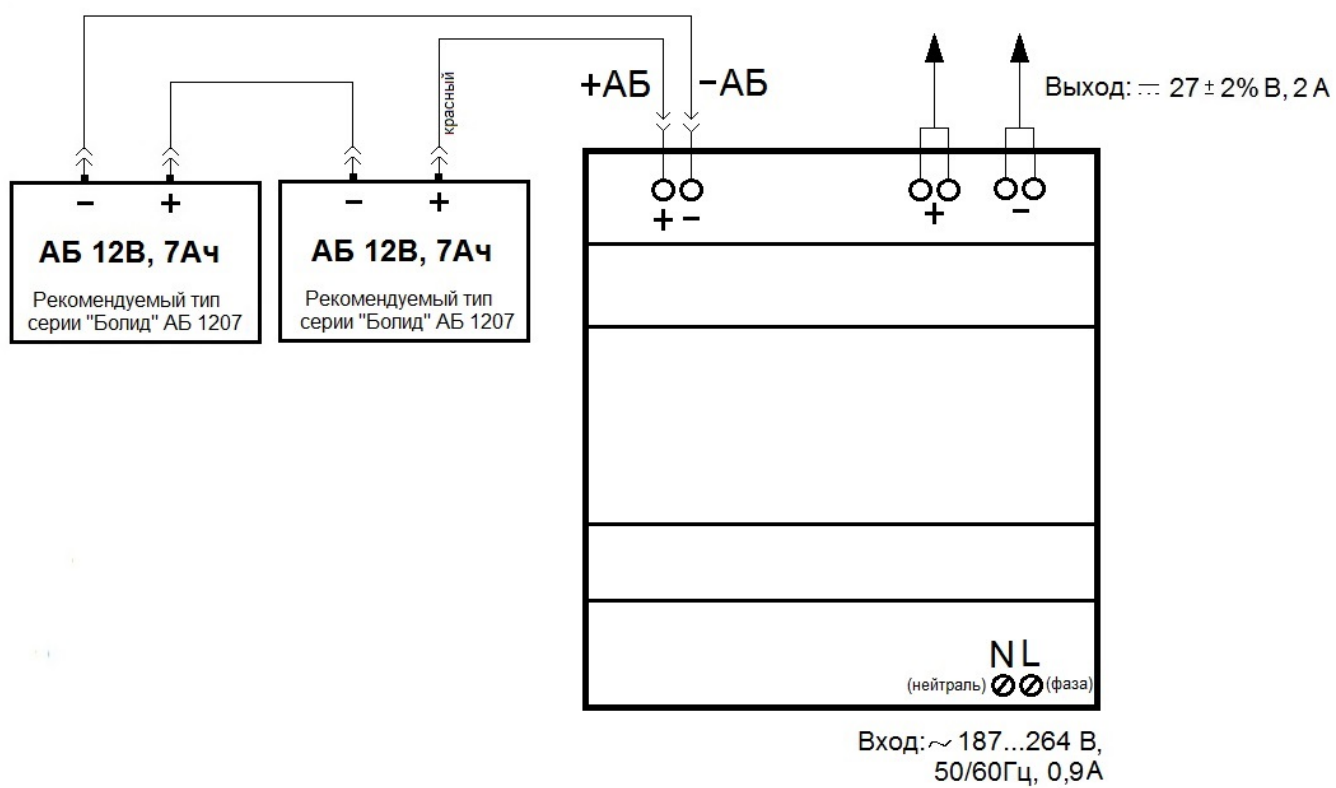 +АБ
−АБ
Выход: ⎓ 27 ± 2% В, 2 А
красный
− +
− +
+ −
+
−
АБ 12В, 7Ач
Рекомендуемый тип
серии "Болид" АБ 1207
АБ 12В, 7Ач
Рекомендуемый тип
серии "Болид" АБ 1207
N L
(нейтраль)
(фаза)
Вход:~ 187...264 В,
50/60Гц, 0,9А